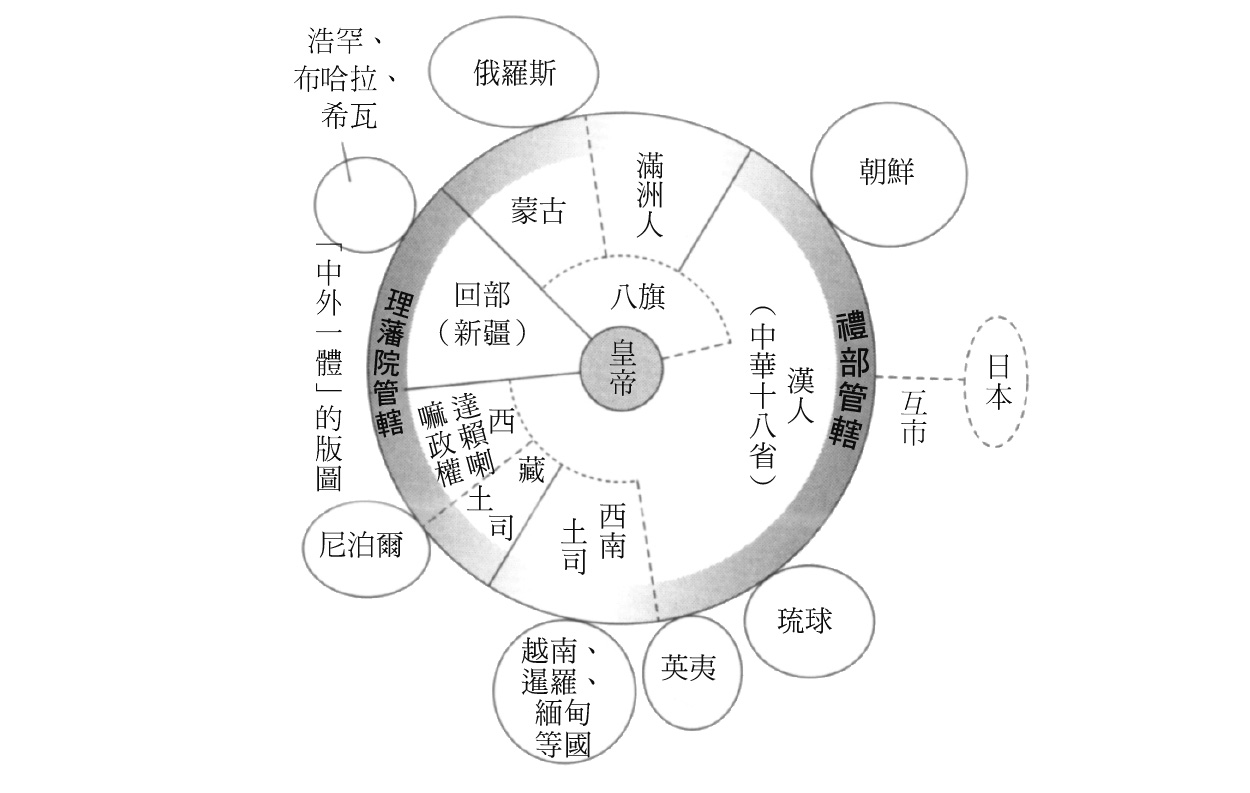 浩罕、
布哈拉、
希瓦
俄羅斯
朝鮮
滿洲人
蒙古
八旗
回部
（新疆）
皇帝
漢人
（中華十八省）
禮部管轄
理藩院管轄
「中外一體」的版圖
互市
日本
西藏
達賴喇
嘛政權
土司
西南
土司
尼泊爾
琉球
英夷
越南、
暹羅、
緬甸
等國